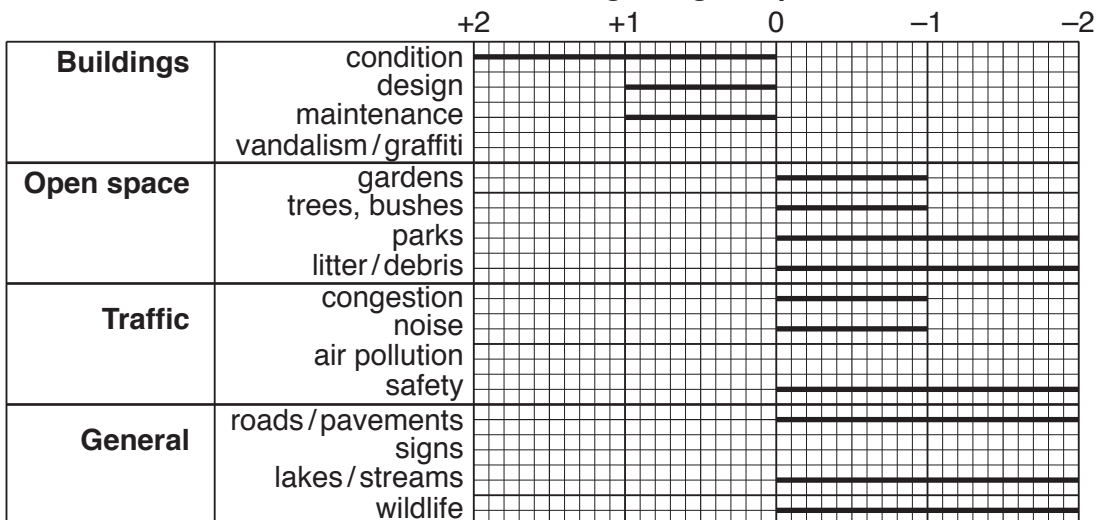 +2 +1 0 –1 –2
Buildings condition
design
maintenance
vandalism / graffiti
Open space gardens
trees, bushes
parks
litter / debris
Traffic congestion
noise
air pollution
safety
General roads / pavements
signs
lakes / streams
wildlife